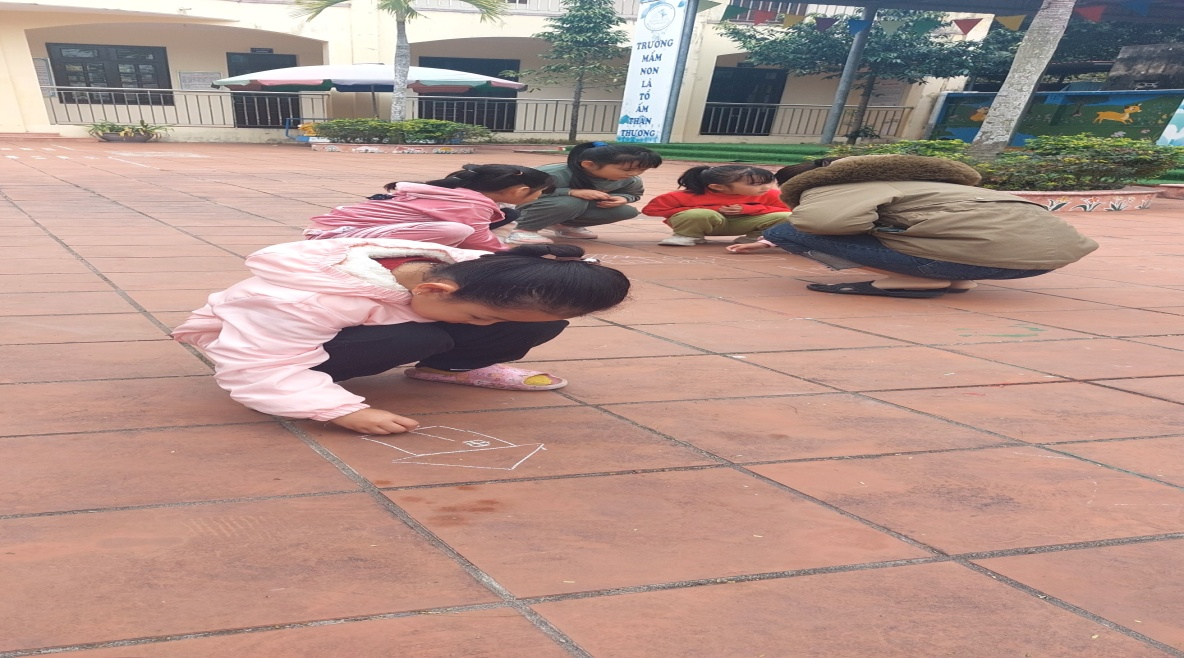 TRƯỜNG
MẦM
NON
LÀ
TỔ
ẤM
THÂN
THƯƠNG